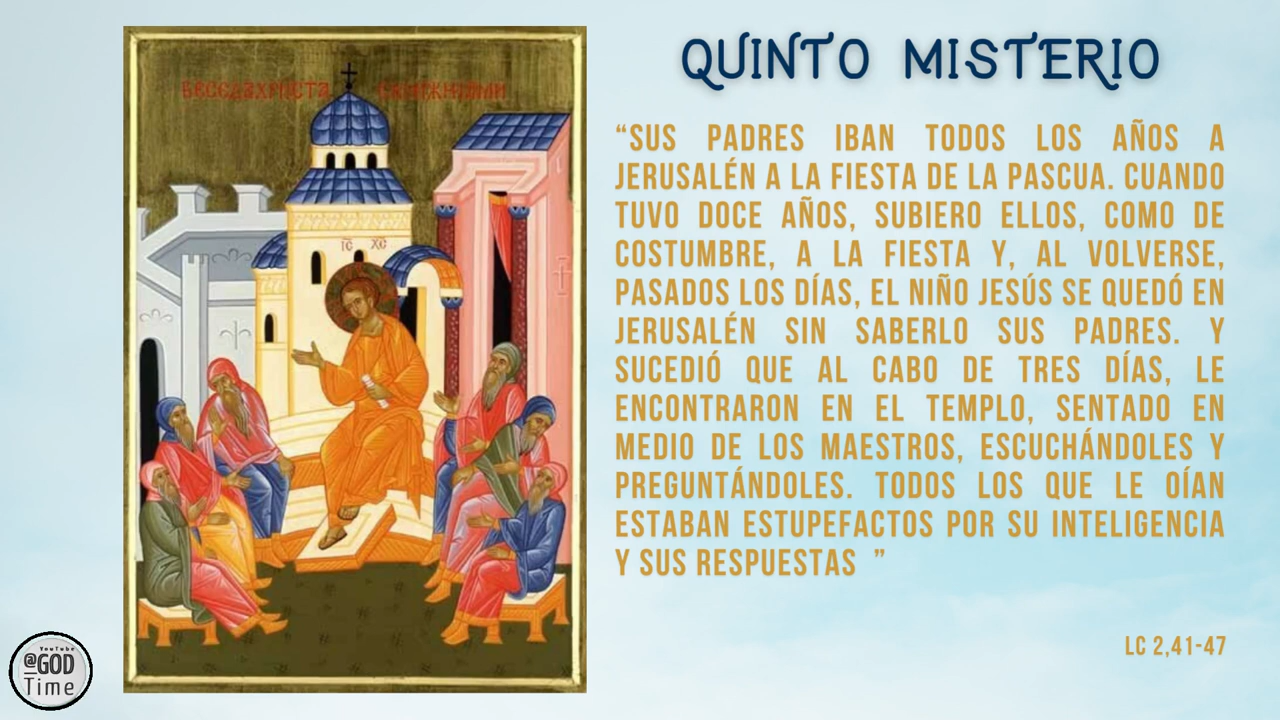 QUINTO MISTERIO
“SUS PADRES IBAN TODOS LOS AÑOS A
JERUSALÉN A LA FIESTA DE LA PASCUA. CUANDO
TUVO DOCE AÑOS, SUBIERO ELLOS, COMO DE
COSTUMBRE, A LA FIESTA Y, AL VOLVERSE,
PASADOS LOS DÍAS, EL NIÑO JESÚS SE QUEDÓ EN
JERUSALÉN SIN SABERLO SUS PADRES. Y
SUCEDIÓ QUE AL CABO DE TRES DÍAS, LE
ENCONTRARON EN EL TEMPLO, SENTADO EN
MEDIO DE LOS MAESTROS, ESCUCHÁNDOLES Y
PREGUNTÁNDOLES. TODOS LOS QUE LE OÍAN
ESTABAN ESTUPEFACTOS POR SU INTELIGENCIA
Y SUS RESPUESTAS ”
LC 2,41-47
IC XC
YouTube
@GOD
Time